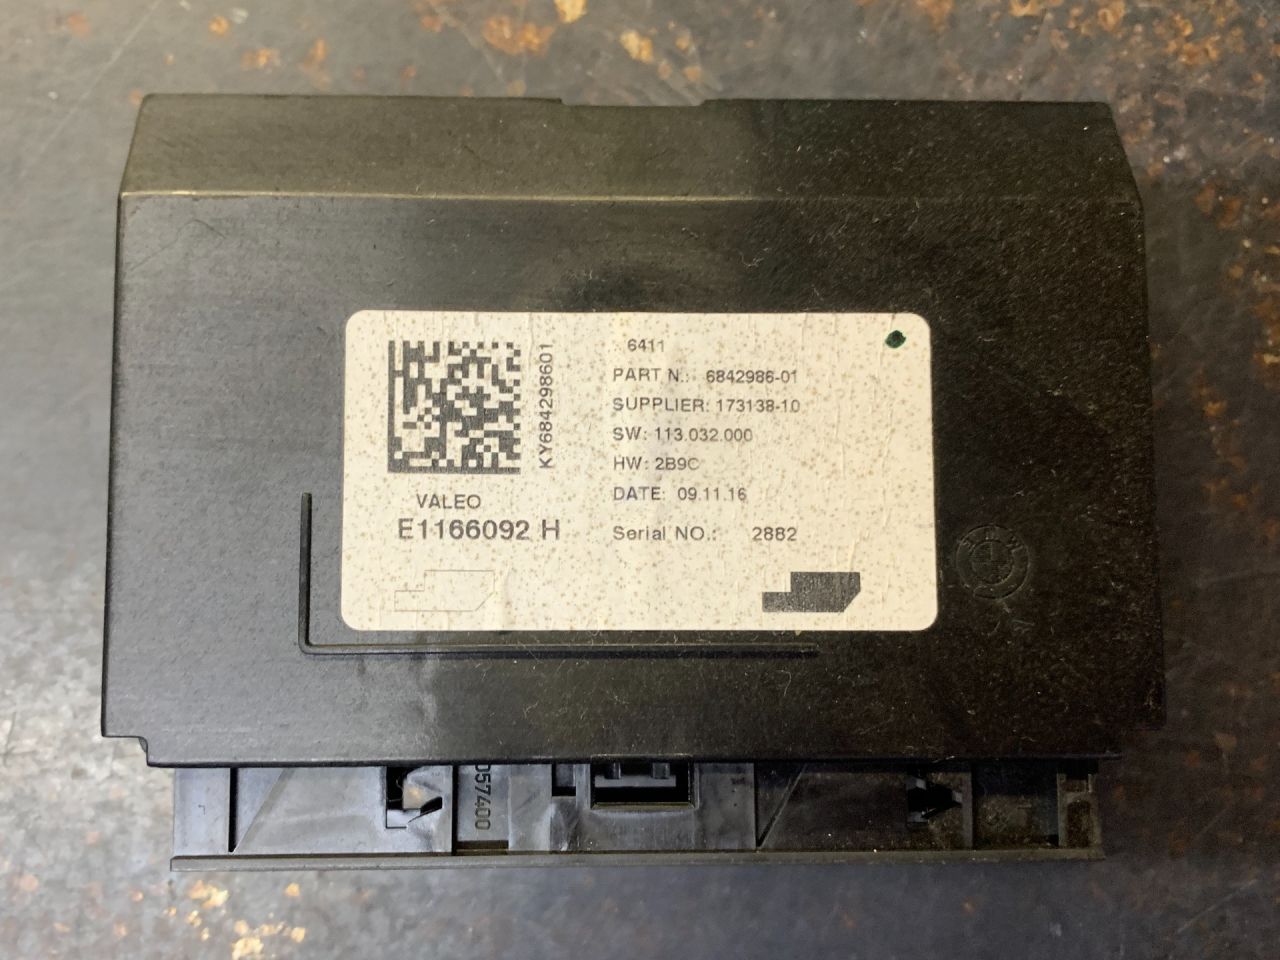 KY684298601
6411
PART N.: 6842986-01
SUPPLIER: 173138-10
SW: 113.032.000
HW: 2B9C
DATE: 09.11.16
Serial NO.: 2882
VALEO
E1166092 H
057400